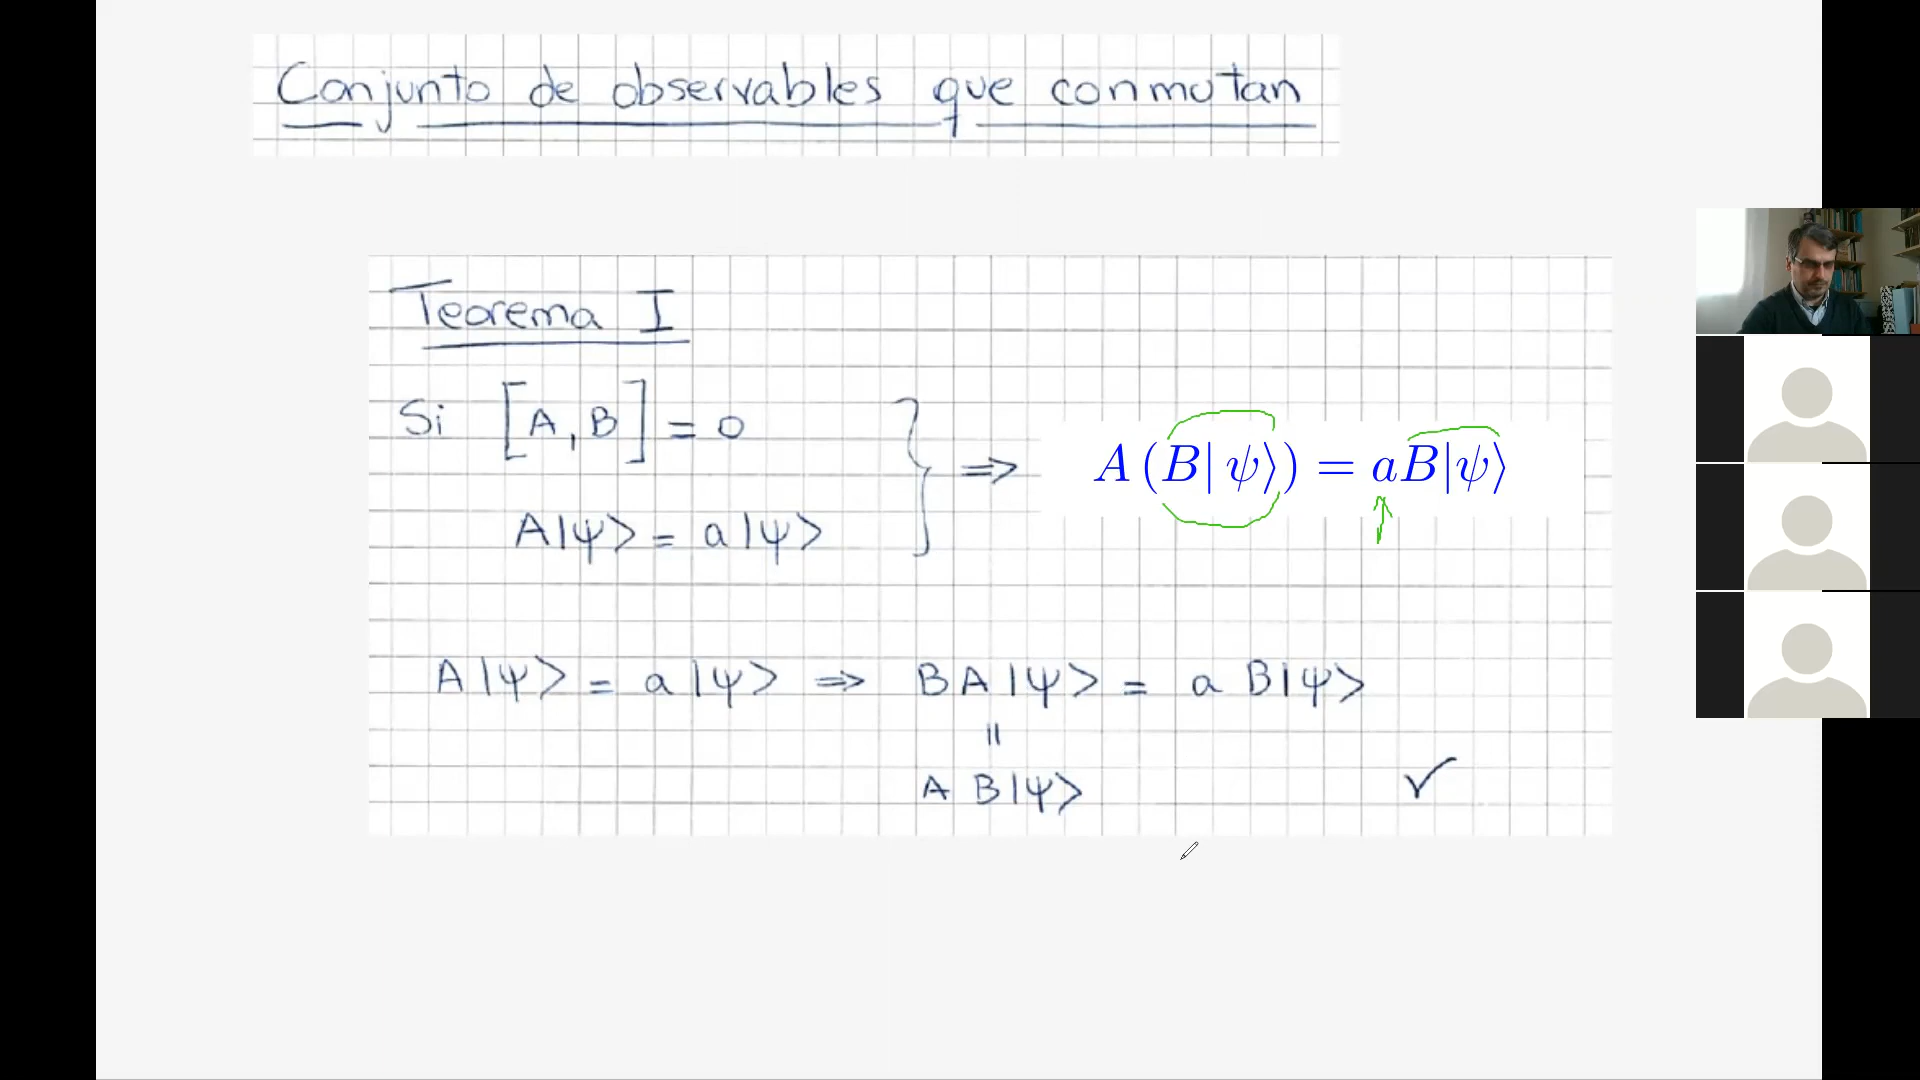 Conjunto de observables que conmutan
Teorema I
Si [A, B] = 0
A|ψ> = a|ψ>
} ⇒ A(B|ψ⟩) = aB|ψ⟩
A|ψ> = a|ψ> ⇒ BA|ψ> = a B|ψ>
=
A B|ψ> ✓